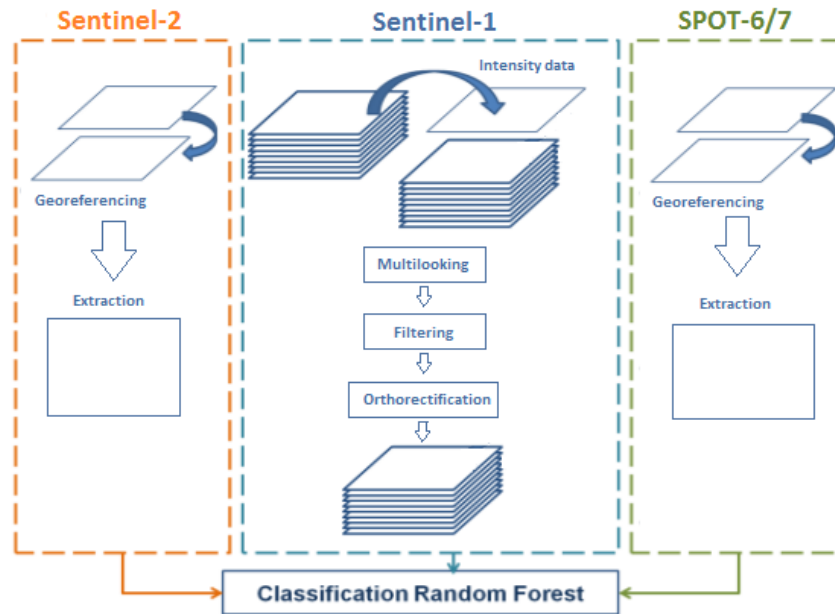 Sentinel-2
Georeferencing
Extraction
Sentinel-1
Intensity data
Multilooking
Filtering
Orthorectification
SPOT-6/7
Georeferencing
Extraction
Classification Random Forest